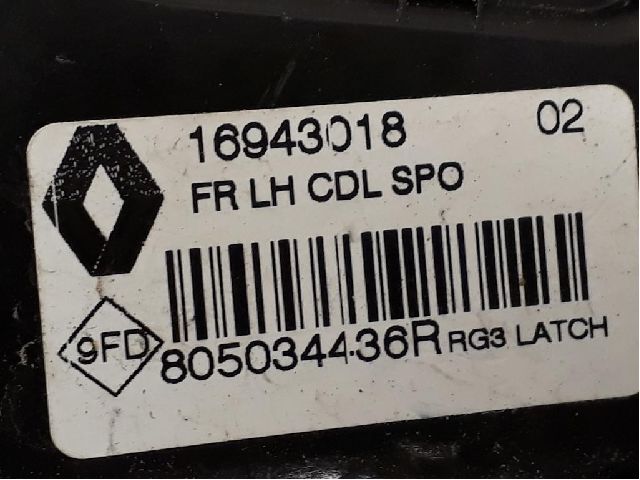 16943018 02
FR LH CDL SPO
9FD
805034436R RG3 LATCH